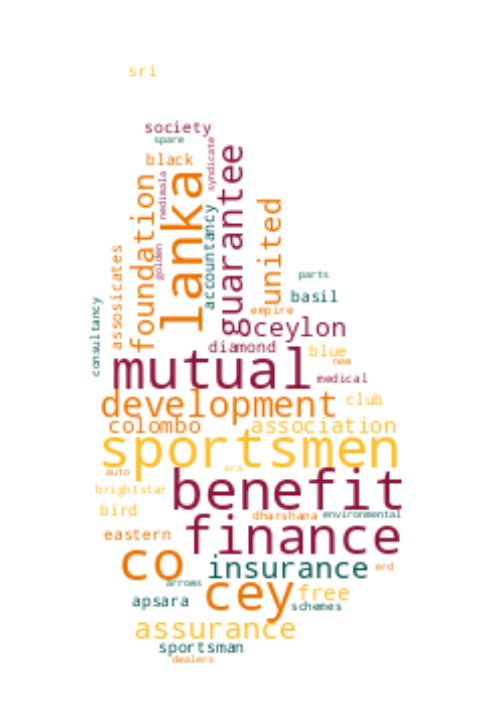 sri
society
spare
black
syndicate
nedimala
lanka
guarantee
foundation
accountancy
united
golden
assosicates
parts
basil
consultancy
empire
ceylon
diamond
blue
new
mutual
medical
development
club
colombo
association
sportsmen
era
auto
benefit
brightstar
bird
dharshana
environmental
finance
eastern
co
insurance
erd
arrows
cey
free
apsara
schemes
assurance
sportsman
dealers